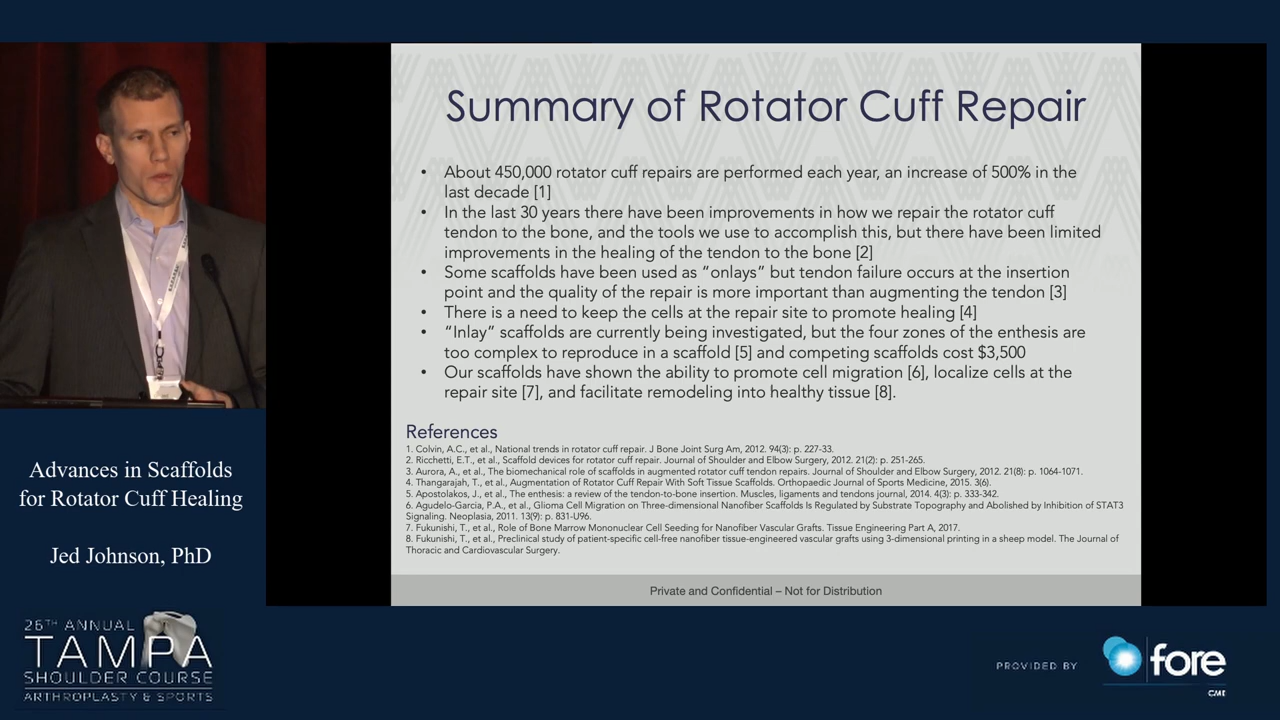 Summary of Rotator Cuff Repair
• About 450,000 rotator cuff repairs are performed each year, an increase of 500% in the
last decade [1]
• In the last 30 years there have been improvements in how we repair the rotator cuff
tendon to the bone, and the tools we use to accomplish this, but there have been limited
improvements in the healing of the tendon to the bone [2]
• Some scaffolds have been used as “onlays” but tendon failure occurs at the insertion
point and the quality of the repair is more important than augmenting the tendon [3]
• There is a need to keep the cells at the repair site to promote healing [4]
• “Inlay” scaffolds are currently being investigated, but the four zones of the enthesis are
too complex to reproduce in a scaffold [5] and competing scaffolds cost $3,500
• Our scaffolds have shown the ability to promote cell migration [6], localize cells at the
repair site [7], and facilitate remodeling into healthy tissue [8].
References
1. Colvin, A.C., et al., National trends in rotator cuff repair. J Bone Joint Surg Am, 2012. 94(3): p. 227-33.
2. Ricchetti, E.T., et al., Scaffold devices for rotator cuff repair. Journal of Shoulder and Elbow Surgery, 2012. 21(2): p. 251-265.
3. Aurora, A., et al., The biomechanical role of scaffolds in augmented rotator cuff tendon repairs. Journal of Shoulder and Elbow Surgery, 2012. 21(8): p. 1064-1071.
4. Thangarajah, T., et al., Augmentation of Rotator Cuff Repair With Soft Tissue Scaffolds. Orthopaedic Journal of Sports Medicine, 2015. 3(6).
5. Apostolakos, J., et al., The enthesis: a review of the tendon-to-bone insertion. Muscles, ligaments and tendons journal, 2014. 4(3): p. 333-342.
6. Agudelo-Garcia, P.A., et al., Glioma Cell Migration on Three-dimensional Nanofiber Scaffolds Is Regulated by Substrate Topography and Abolished by Inhibition of STAT3
Signaling. Neoplasia, 2011. 13(9): p. 831-U96.
7. Fukunishi, T., et al., Role of Bone Marrow Mononuclear Cell Seeding for Nanofiber Vascular Grafts. Tissue Engineering Part A, 2017.
8. Fukunishi, T., et al., Preclinical study of patient-specific cell-free nanofiber tissue-engineered vascular grafts using 3-dimensional printing in a sheep model. The Journal of
Thoracic and Cardiovascular Surgery.
Private and Confidential – Not for Distribution
Advances in Scaffolds
for Rotator Cuff Healing
Jed Johnson, PhD
26TH ANNUAL
TAMPA
SHOULDER COURSE
ARTHROPLASTY & SPORTS
PROVIDED BY
fore
CME